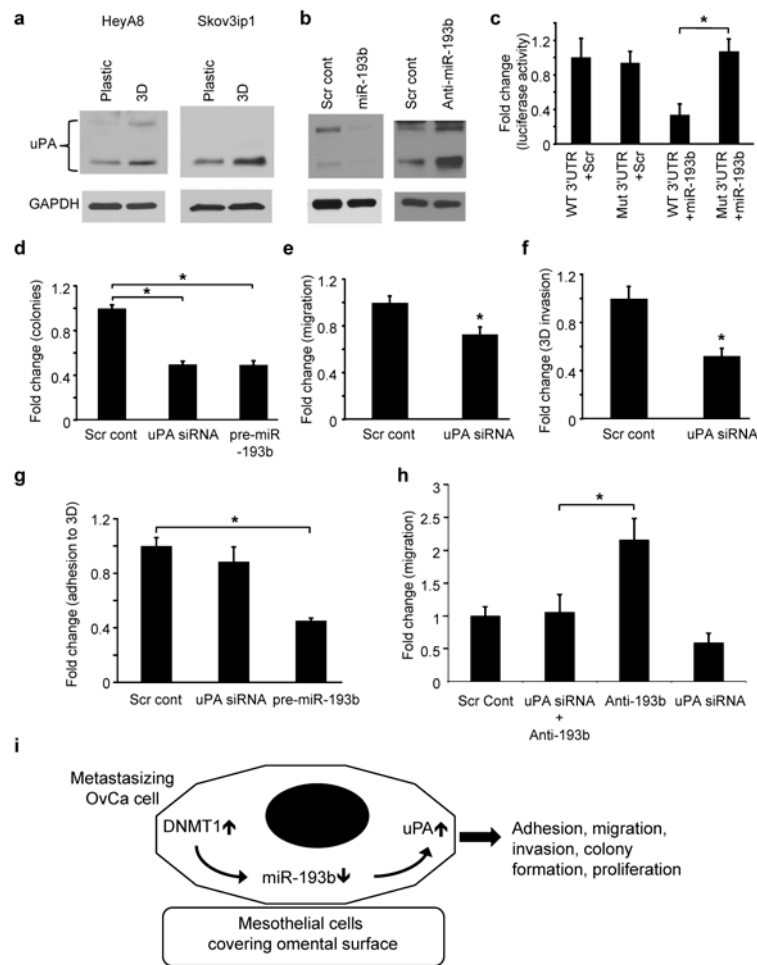 a
HeyA8
Skov3ip1
Plastic
3D
Plastic
3D
uPA
GAPDH
b
Scr cont
miR-193b
Scr cont
Anti-miR-193b
c
Fold change
(luciferase activity)
1.2
0.8
0.4
0
*
WT 3'UTR
+Scr
Mut 3'UTR
+Scr
WT 3'UTR
+miR-193b
Mut 3'UTR
+miR-193b
d
Fold change (colonies)
1.2
0.8
0.4
0
*
*
Scr cont
uPA siRNA
pre-miR
-193b
e
Fold change (migration)
1.2
0.8
0.4
0
*
Scr cont
uPA siRNA
f
Fold change (3D invasion)
1.2
0.8
0.4
0
*
Scr cont
uPA siRNA
g
Fold change (adhesion to 3D)
1.2
0.8
0.4
0
*
Scr cont
uPA siRNA
pre-miR-193b
h
Fold change (migration)
3
2.5
2
1
0.5
0
*
Scr Cont
uPA siRNA
+
Anti-193b
Anti-193b
uPA siRNA
i
Metastasizing
OvCa cell
DNMT1
uPA
miR-193b
Mesothelial cells
covering omental surface
Adhesion, migration,
invasion, colony
formation, proliferation